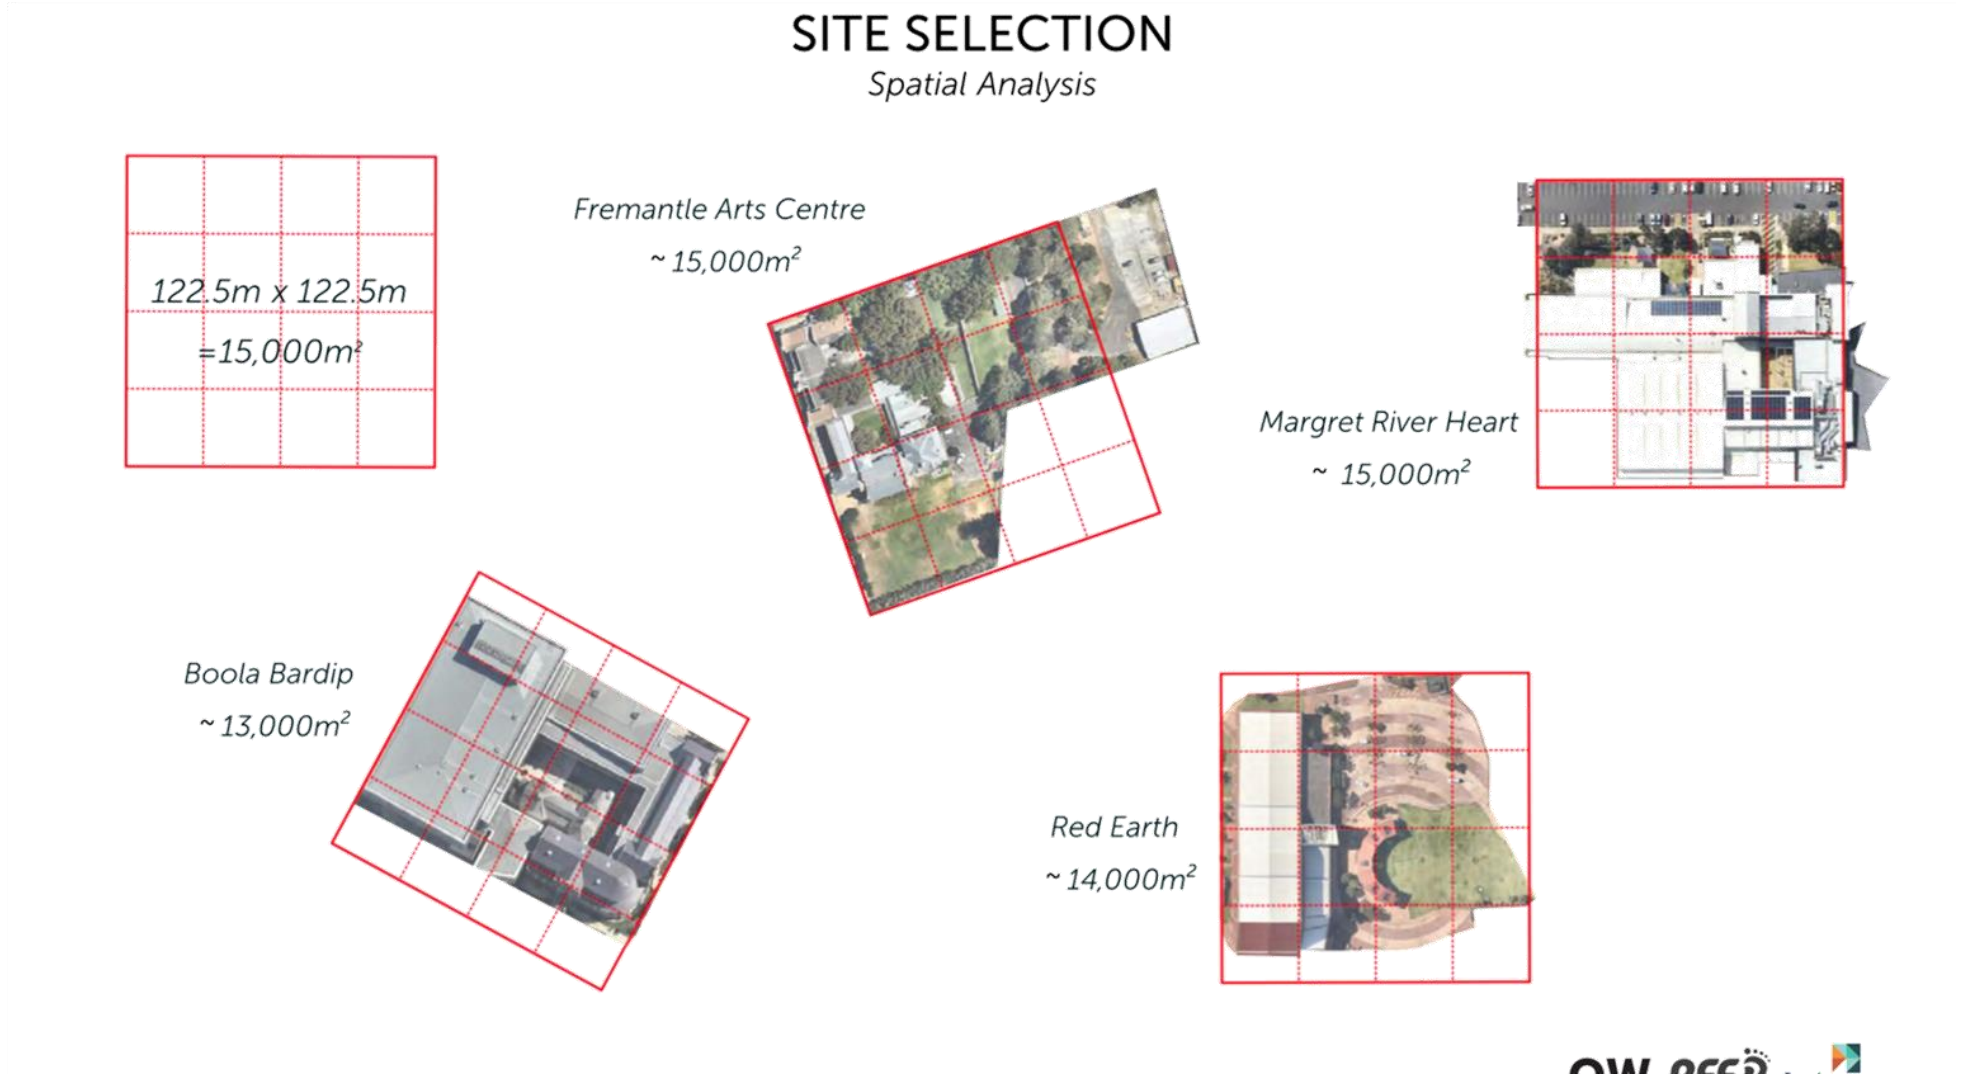 SITE SELECTION
Spatial Analysis
122.5m x 122.5m
=15,000m²
Fremantle Arts Centre
~ 15,000m²
Margret River Heart
~ 15,000m²
Boola Bardip
~ 13,000m²
Red Earth
~ 14,000m²